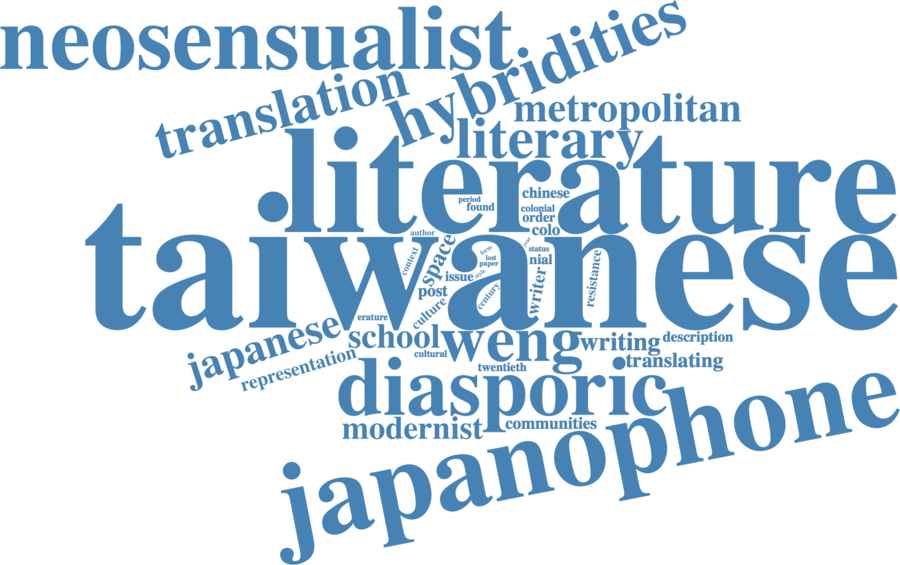 neosensualist
hybridities
translation
metropolitan
literary
literature
chinese
period
found
colonial
order
colo
taiwanese
author
space
context
year
status
form
lost
paper
nial
issue
style
resistance
writer
century
post
culture
erature
japanese
school
weng
writing
description
cultural
representation
translating
twentieth
diasporic
modernist
communities
japanophone